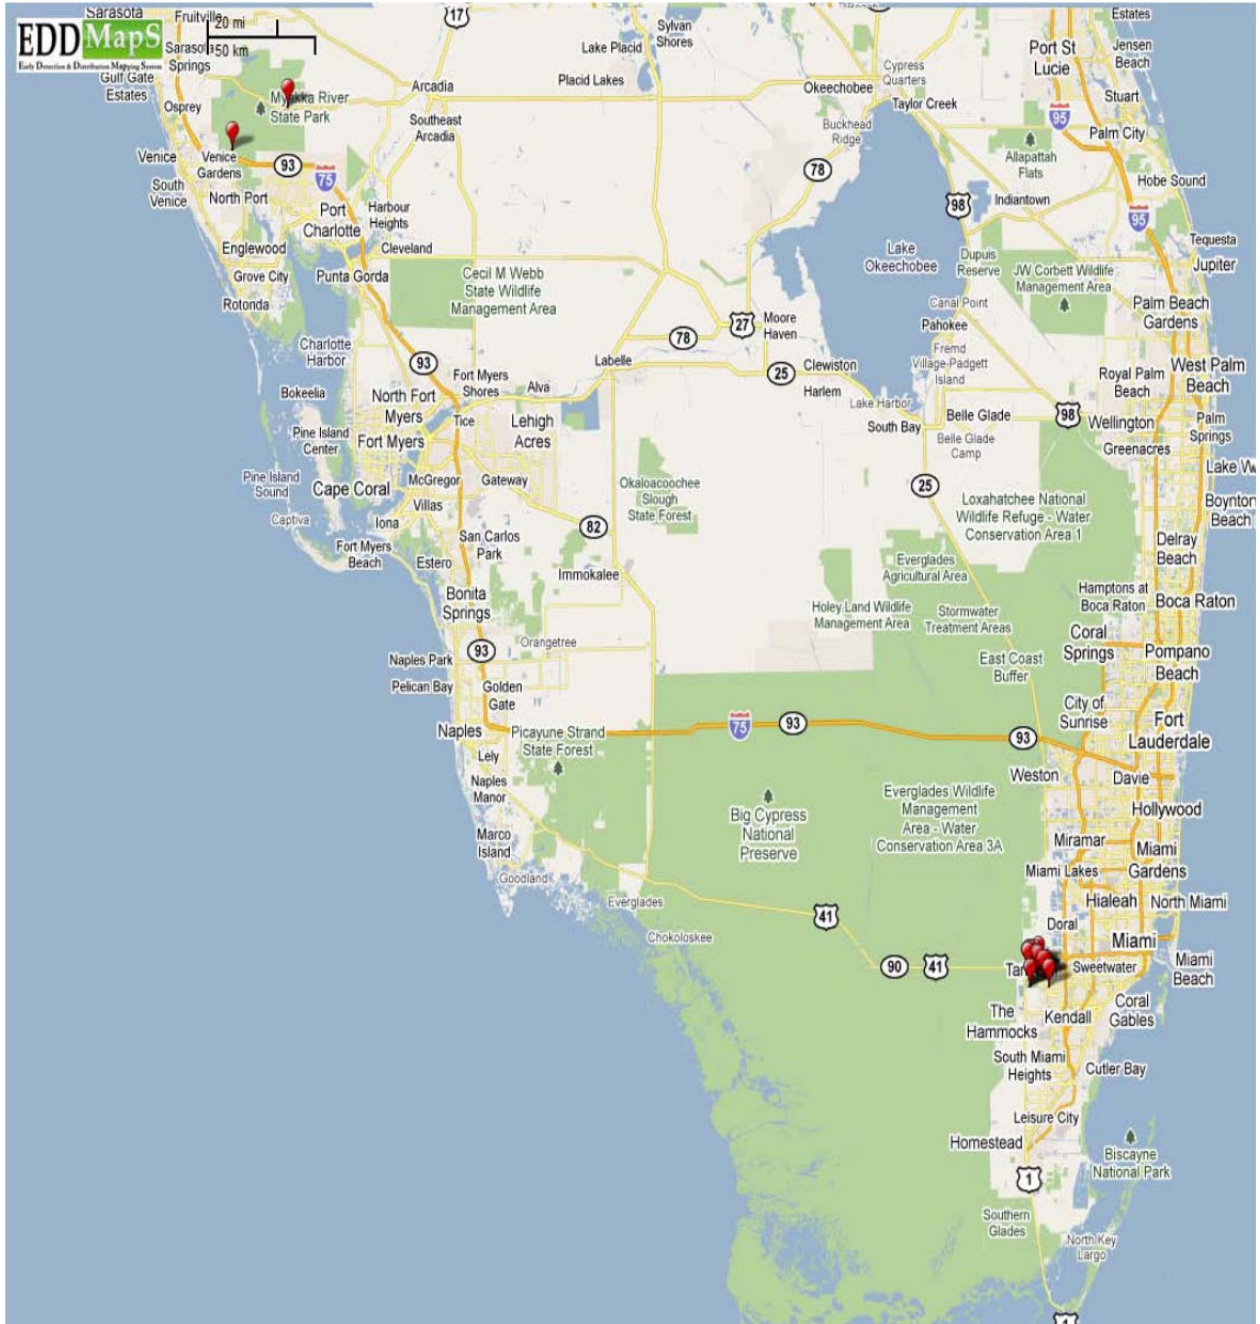 EDDMapS
Early Detection & Distribution Mapping System
20 mi
50 km
Sarasota
Fruitville
Sarasota
Springs
Gulf Gate
Estates
Osprey
Venice
Venice
Gardens
South
Venice
North Port
Myakka River
State Park
93
75
Port
Charlotte
Harbour
Heights
Englewood
Cleveland
Grove City
Punta Gorda
Rotonda
17
Arcadia
Southeast
Arcadia
Lake Placid
Placid Lakes
Sylvan
Shores
Okeechobee
Cypress
Quarters
Taylor Creek
Buckhead
Ridge
78
Port St
Lucie
Estates
Jensen
Beach
Stuart
95
Palm City
Allapattah
Flats
Hobe Sound
98
Indiantown
95
Tequesta
Jupiter
Lake
Okeechobee
Dupuis
Reserve
JW Corbett Wildlife
Management Area
Canal Point
Pahokee
Palm Beach
Gardens
Fremd
Village-Padgett
Island
Royal Palm
Beach
West Palm
Beach
Cecil M Webb
State Wildlife
Management Area
Charlotte
Harbor
93
78
27
Moore
Haven
Labelle
25
Clewiston
Harlem
Lake Harbor
South Bay
Belle Glade
Belle Glade
Camp
98
Wellington
Palm
Springs
Greenacres
Lake W
Boynton
Beach
Bokeelia
North Fort
Myers
Fort Myers
Shores
Alva
Tice
Lehigh
Acres
Pine Island
Center
Fort Myers
Pine Island
Sound
Cape Coral
McGregor
Gateway
Villas
Captiva
Iona
82
San Carlos
Park
Fort Myers
Beach
Estero
Immokalee
Okaloacoochee
Slough
State Forest
25
Loxahatchee National
Wildlife Refuge - Water
Conservation Area 1
Delray
Beach
Everglades
Agricultural Area
Holey Land Wildlife
Management Area
Stormwater
Treatment Areas
Hamptons at
Boca Raton
Boca Raton
Bonita
Springs
93
Orangetree
Naples Park
Pelican Bay
Golden
Gate
East Coast
Buffer
Coral
Springs
Pompano
Beach
Naples
Picayune Strand
State Forest
75
93
93
City of
Sunrise
Fort
Lauderdale
Lely
Naples
Manor
Weston
Davie
Big Cypress
National
Preserve
Everglades Wildlife
Management
Area - Water
Conservation Area 3A
Hollywood
Marco
Island
Goodland
Miramar
Miami
Gardens
Miami Lakes
Everglades
Chokoloskee
41
Hialeah
North Miami
Doral
Miami
90
41
Tam
Sweetwater
Miami
Beach
The
Hammocks
Kendall
Coral
Gables
South Miami
Heights
Cutler Bay
Leisure City
Homestead
Biscayne
National Park
1
Southern
Glades
North Key
Largo